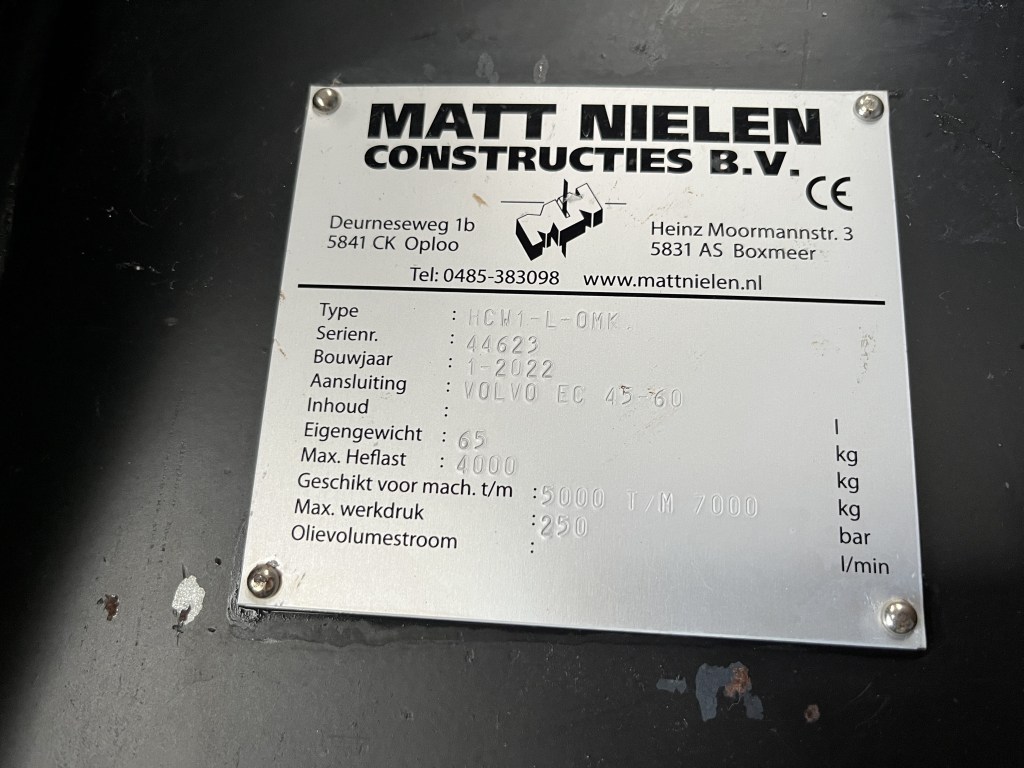 MATT NIELEN
CONSTRUCTIES B.V.
CE
Deurneseweg 1b
5841 CK Oploo
MN
Heinz Moormannstr. 3
5831 AS Boxmeer
Tel: 0485-383098 www.mattnielen.nl
Type : HCW1-L-OMK.
Serienr. : 44623
Bouwjaar : 1-2022
Aansluiting : VOLVO EC 45-60
Inhoud : l
Eigengewicht : 65 kg
Max. Heflast : 4000 kg
Geschikt voor mach. t/m : 5000 T/M 7000 kg
Max. werkdruk : 250 bar
Olievolumestroom : l/min